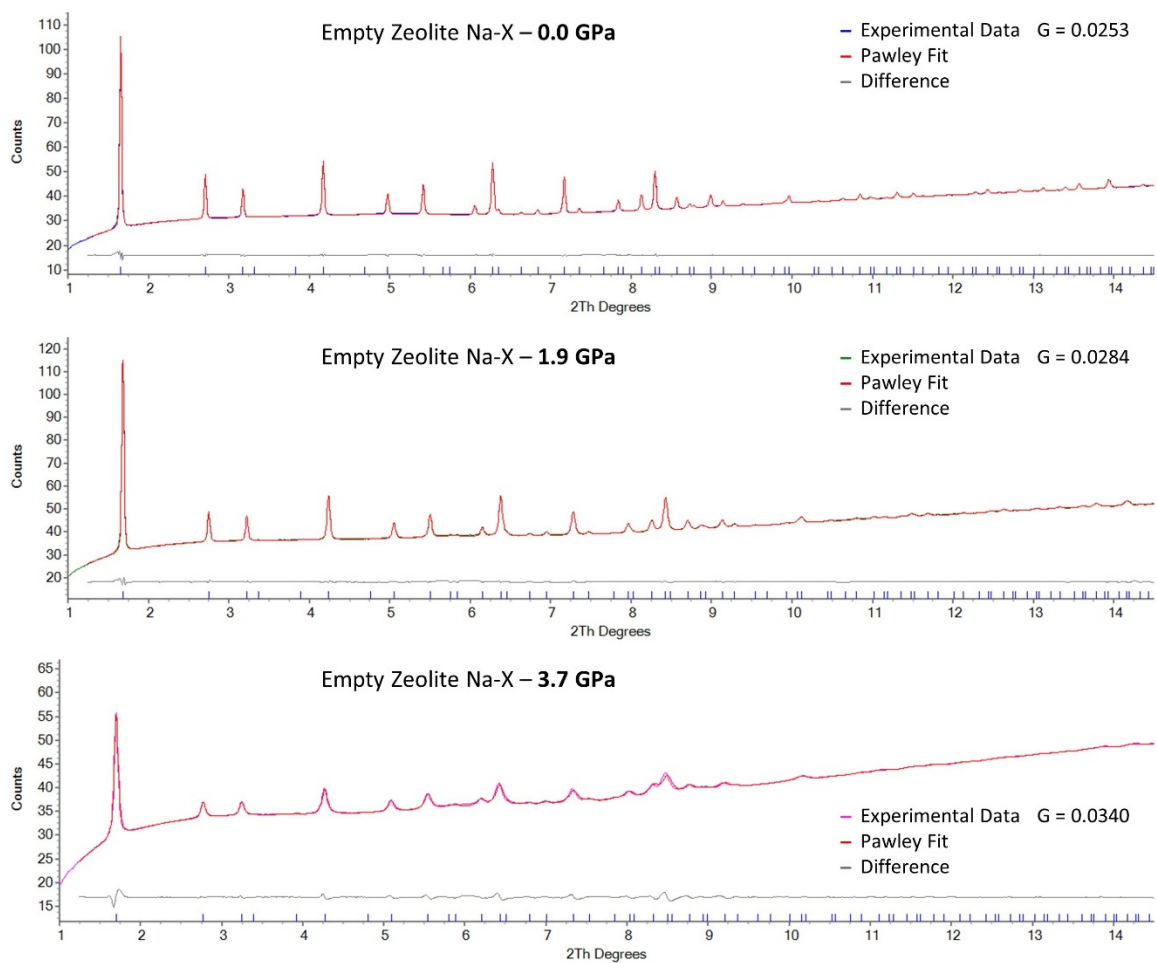 Empty Zeolite Na-X – 0.0 GPa
Experimental Data G = 0.0253
Pawley Fit
Difference
Counts
110
100
90
80
70
60
50
40
30
20
10
1 2 3 4 5 6 7 8 9 10 11 12 13 14
2Th Degrees
Empty Zeolite Na-X – 1.9 GPa
Experimental Data G = 0.0284
Pawley Fit
Difference
Counts
120
110
100
90
80
70
60
50
40
30
20
1 2 3 4 5 6 7 8 9 10 11 12 13 14
2Th Degrees
Empty Zeolite Na-X – 3.7 GPa
Counts
65
60
55
50
45
40
35
30
25
20
15
Experimental Data G = 0.0340
Pawley Fit
Difference
1 2 3 4 5 6 7 8 9 10 11 12 13 14
2Th Degrees